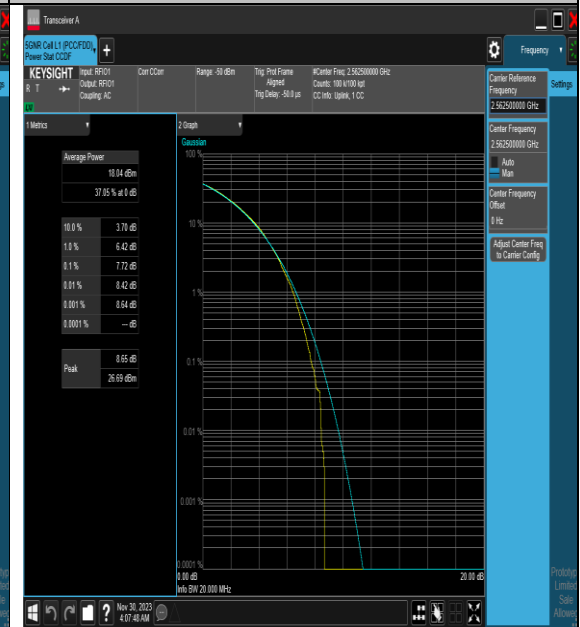 Transceiver A
5GNR Cell L1 (PCC/FDD),
Power Stat CCDF
Frequency
KEYSIGHT
R T
LW
Input: RFIO1
Output: RFIO1
Coupling: AC
Corr CCorr
Range: -50 dBm
Trig: Prot Frame
Aligned
Trig Delay: -50.0 µs
#Center Freq: 2.562500000 GHz
Counts: 100 k/100 kpt
CC Info: Uplink, 1 CC
Settings
Carrier Reference
Frequency
2.562500000 GHz
Center Frequency
2.562500000 GHz
Auto
Man
Center Frequency
Offset
0 Hz
Adjust Center Freq
to Carrier Config
1 Metrics
Average Power
18.04 dBm
37.05 % at 0 dB
10.0 % 3.70 dB
1.0 % 6.42 dB
0.1 % 7.72 dB
0.01 % 8.42 dB
0.001 % 8.64 dB
0.0001 % --- dB
Peak
8.65 dB
26.69 dBm
2 Graph
Gaussian
100 %
10 %
1 %
0.1 %
0.01 %
0.001 %
0.0001 %
0.00 dB
20.00 dB
Info BW 20.000 MHz
Nov 30, 2023
4:07:48 AM